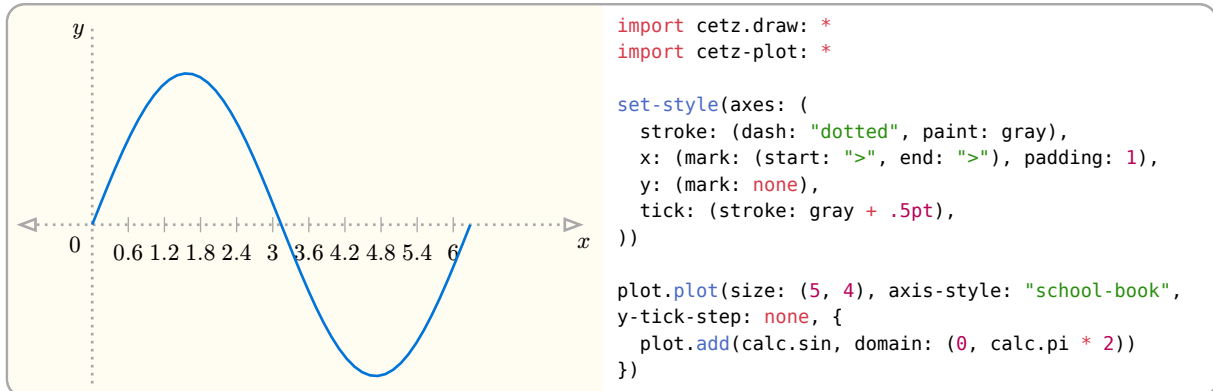 y
0
0.6 1.2 1.8 2.4 3 3.6 4.2 4.8 5.4 6
x
import cetz.draw: *
import cetz-plot: *
set-style(axes: (
  stroke: (dash: "dotted", paint: gray),
  x: (mark: (start: ">", end: ">"), padding: 1),
  y: (mark: none),
  tick: (stroke: gray + .5pt),
))
plot.plot(size: (5, 4), axis-style: "school-book",
y-tick-step: none, {
  plot.add(calc.sin, domain: (0, calc.pi * 2))
})